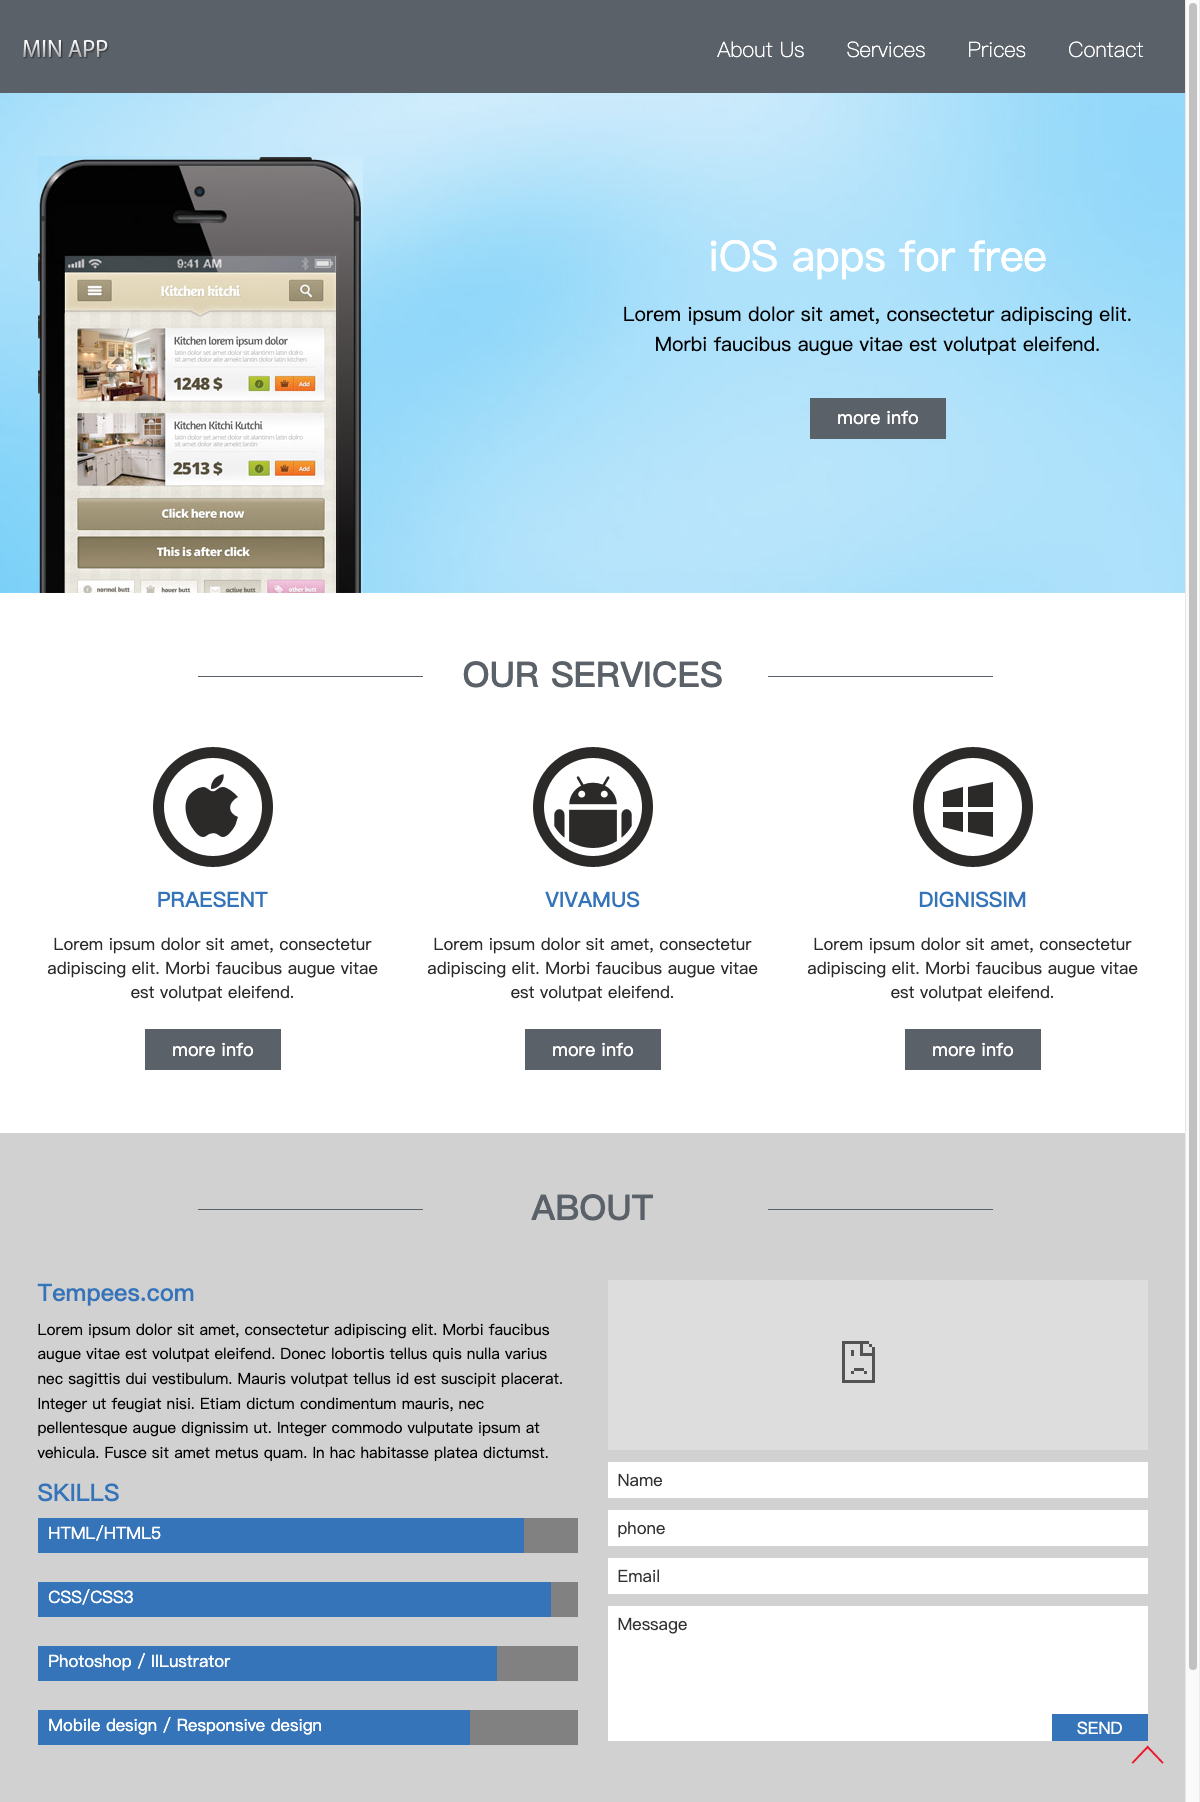 MIN APP
About Us
Services
Prices
Contact
9:41 AM
Kitchen kitchi
Kitchen lorem ipsum dolor
1248 $
Add
Kitchen Kitchi Kutchi
2513 $
Add
Click here now
This is after click
normal butt
hover butt
active butt
other butt
iOS apps for free
Lorem ipsum dolor sit amet, consectetur adipiscing elit.
Morbi faucibus augue vitae est volutpat eleifend.
more info
OUR SERVICES
PRAESENT
Lorem ipsum dolor sit amet, consectetur
adipiscing elit. Morbi faucibus augue vitae
est volutpat eleifend.
more info
VIVAMUS
Lorem ipsum dolor sit amet, consectetur
adipiscing elit. Morbi faucibus augue vitae
est volutpat eleifend.
more info
DIGNISSIM
Lorem ipsum dolor sit amet, consectetur
adipiscing elit. Morbi faucibus augue vitae
est volutpat eleifend.
more info
ABOUT
Tempees.com
Lorem ipsum dolor sit amet, consectetur adipiscing elit. Morbi faucibus
augue vitae est volutpat eleifend. Donec lobortis tellus quis nulla varius
nec sagittis dui vestibulum. Mauris volutpat tellus id est suscipit placerat.
Integer ut feugiat nisi. Etiam dictum condimentum mauris, nec
pellentesque augue dignissim ut. Integer commodo vulputate ipsum at
vehicula. Fusce sit amet metus quam. In hac habitasse platea dictumst.
SKILLS
HTML/HTML5
CSS/CSS3
Photoshop / IlLustrator
Mobile design / Responsive design
Name
phone
Email
Message
SEND